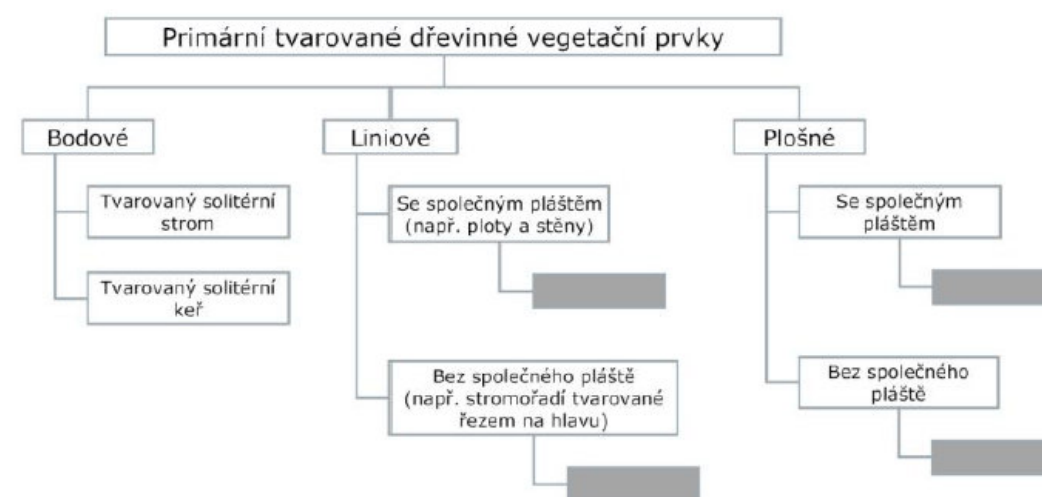 Primární tvarované dřevinné vegetační prvky
Bodové
Liniové
Plošné
Tvarovaný solitérní
strom
Tvarovaný solitérní
keř
Se společným pláštěm
(např. ploty a stěny)
Bez společného pláště
(např. stromořadí tvarované
řezem na hlavu)
Se společným
pláštěm
Bez společného
pláště